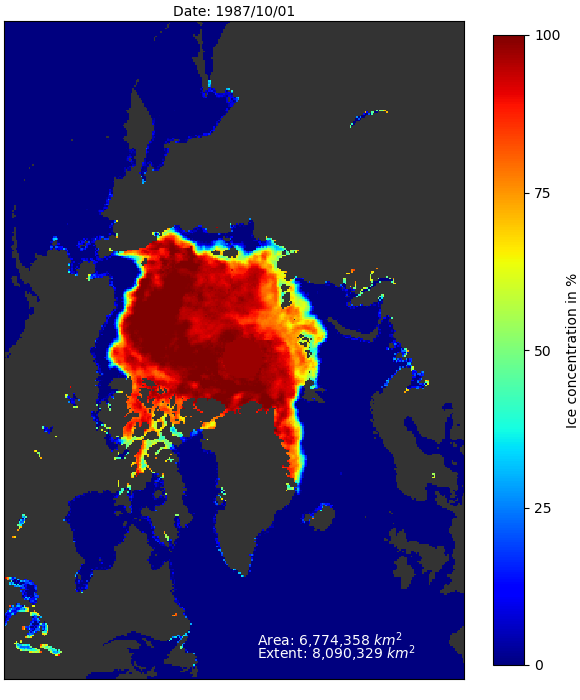 Date: 1987/10/01
100
75
50
25
0
Ice concentration in %
Area: 6,774,358 km²
Extent: 8,090,329 km²